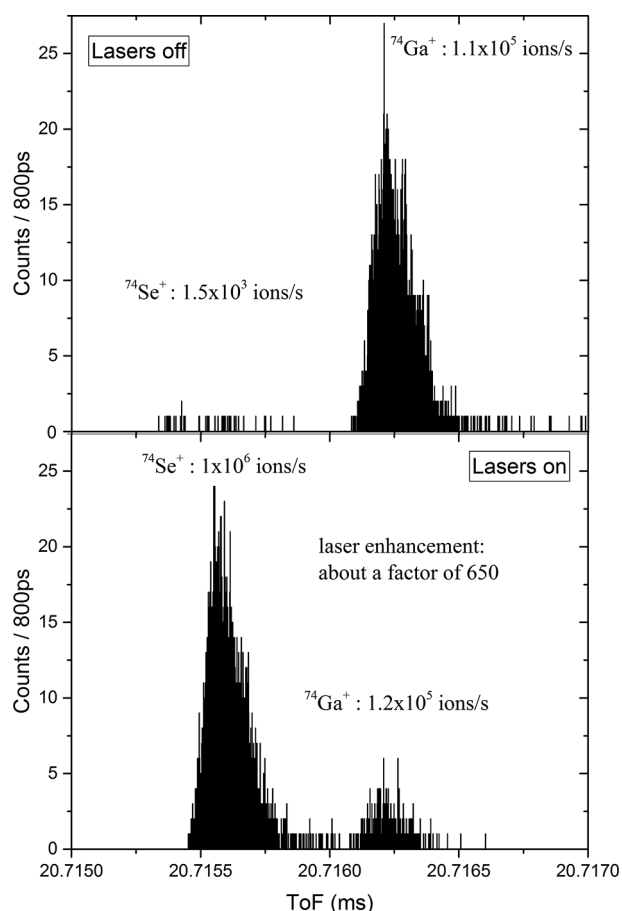 Lasers off
⁷⁴Ga⁺ : 1.1x10⁵ ions/s
⁷⁴Se⁺ : 1.5x10³ ions/s
Counts / 800ps
25
20
15
10
5
0
⁷⁴Se⁺ : 1x10⁶ ions/s
Lasers on
laser enhancement:
about a factor of 650
⁷⁴Ga⁺ : 1.2x10⁵ ions/s
Counts / 800ps
25
20
15
10
5
0
20.7150 20.7155 20.7160 20.7165 20.7170
ToF (ms)